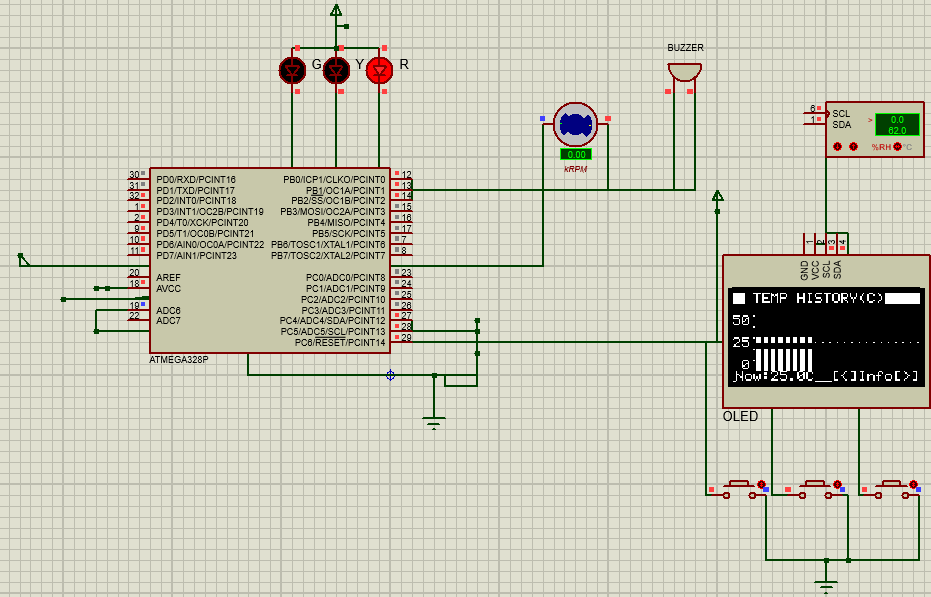 BUZZER
G Y R
6 SCL
1 SDA
> 0.0
62.0
%RH °C
0.00
kRPM
30 PD0/RXD/PCINT16 PB0/ICP1/CLKO/PCINT0 12
31 PD1/TXD/PCINT17 PB1/OC1A/PCINT1 13
32 PD2/INT0/PCINT18 PB2/SS/OC1B/PCINT2 14
1 PD3/INT1/OC2B/PCINT19 PB3/MOSI/OC2A/PCINT3 15
2 PD4/T0/XCK/PCINT20 PB4/MISO/PCINT4 16
9 PD5/T1/OC0B/PCINT21 PB5/SCK/PCINT5 17
10 PD6/AIN0/OC0A/PCINT22 PB6/TOSC1/XTAL1/PCINT6 7
11 PD7/AIN1/PCINT23 PB7/TOSC2/XTAL2/PCINT7 8
20 AREF PC0/ADC0/PCINT8 23
18 AVCC PC1/ADC1/PCINT9 24
PC2/ADC2/PCINT10 25
19 ADC6 PC3/ADC3/PCINT11 26
22 ADC7 PC4/ADC4/SDA/PCINT12 27
PC5/ADC5/SCL/PCINT13 28
PC6/RESET/PCINT14 29
ATMEGA328P
1 2 3 4
GND VCC SCL SDA
TEMP HISTORY(C)
50:
25:
0:
Now:25.0C [<]Info[>]
OLED